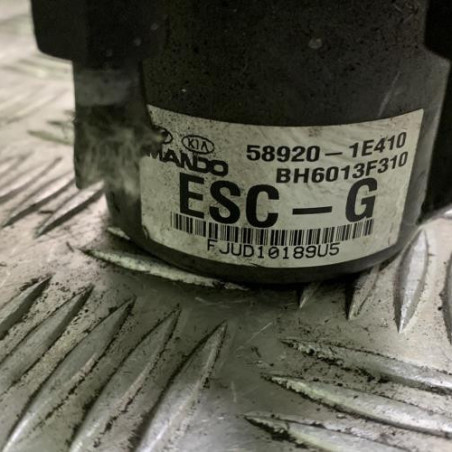 KIA 58920-1E410
MANDO BH6013F310
ESC-G
FJUD10189U5